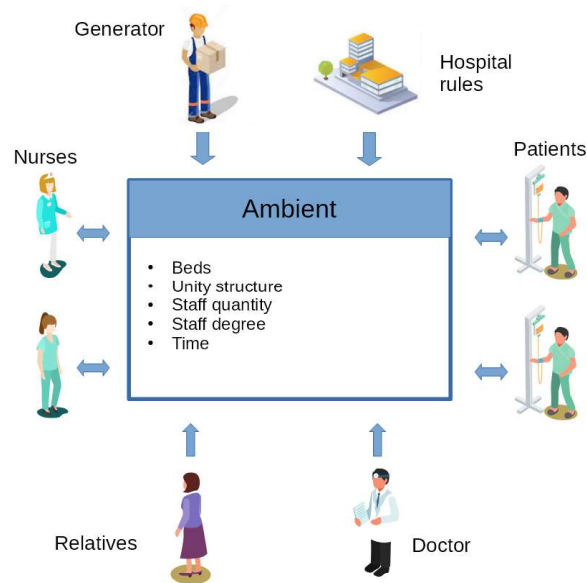 Generator
Hospital
rules
Nurses
Patients
Ambient
• Beds
• Unity structure
• Staff quantity
• Staff degree
• Time
Relatives
Doctor